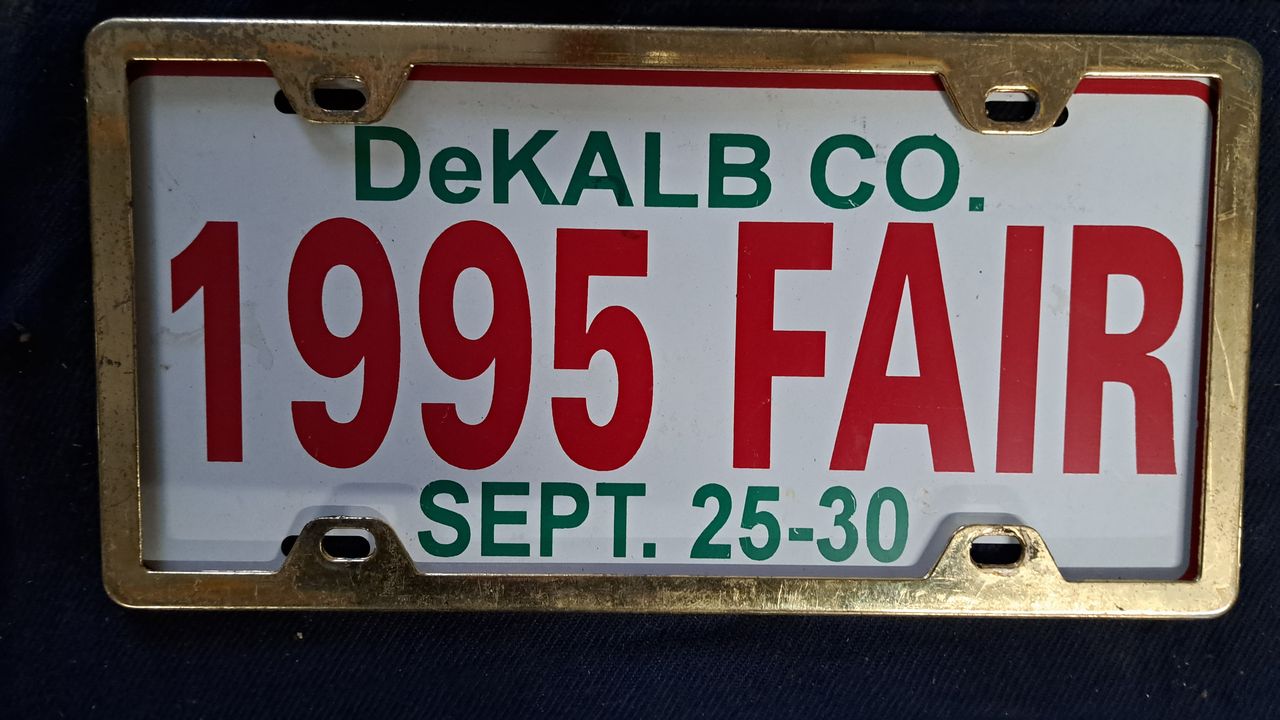 DeKALB CO.
1995 FAIR
SEPT. 25-30